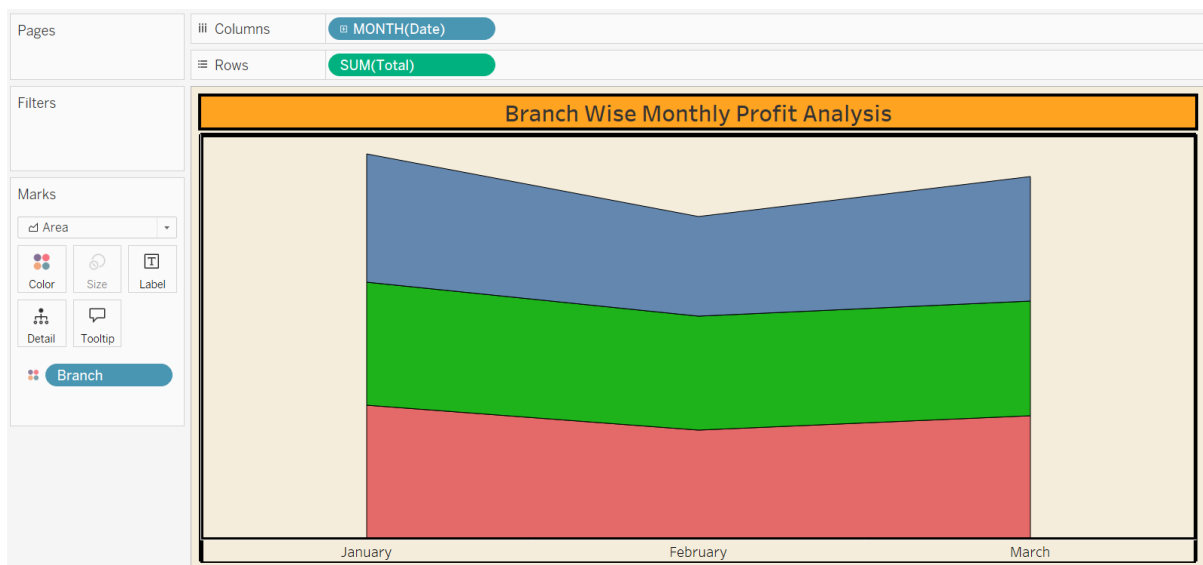 Pages
Columns
MONTH(Date)
Rows
SUM(Total)
Filters
Marks
Area
Color
Size
Label
Detail
Tooltip
Branch
Branch Wise Monthly Profit Analysis
January
February
March